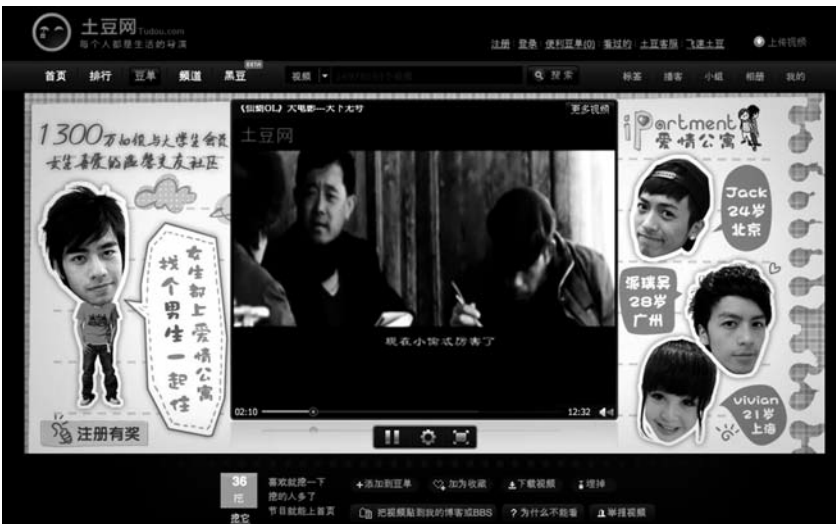 土豆网 Tudou.com
每个人都是生活的导演
注册 登录 便利豆单(0) 看过的 土豆客服 飞速土豆 上传视频
首页 排行 豆单 频道 黑豆 BETA 视频 搜索 标签 播客 小组 相册 我的
大电影---天下无号
更多视频
土豆网
1300万白领与大学生会员
女生喜爱的温馨交友社区
女生都上爱情公寓
找个男生一起住
注册有奖
iPartment
爱情公寓
Jack
24岁
北京
派瑞昊
28岁
广州
vivian
21岁
上海
现在小偷忒厉害了
02:10
12:32
36
挖
挖它
喜欢就挖一下
挖的人多了
节目就能上首页
+添加到豆单 加为收藏 下载视频 埋掉
把视频贴到我的博客或BBS ?为什么不能看 举报视频